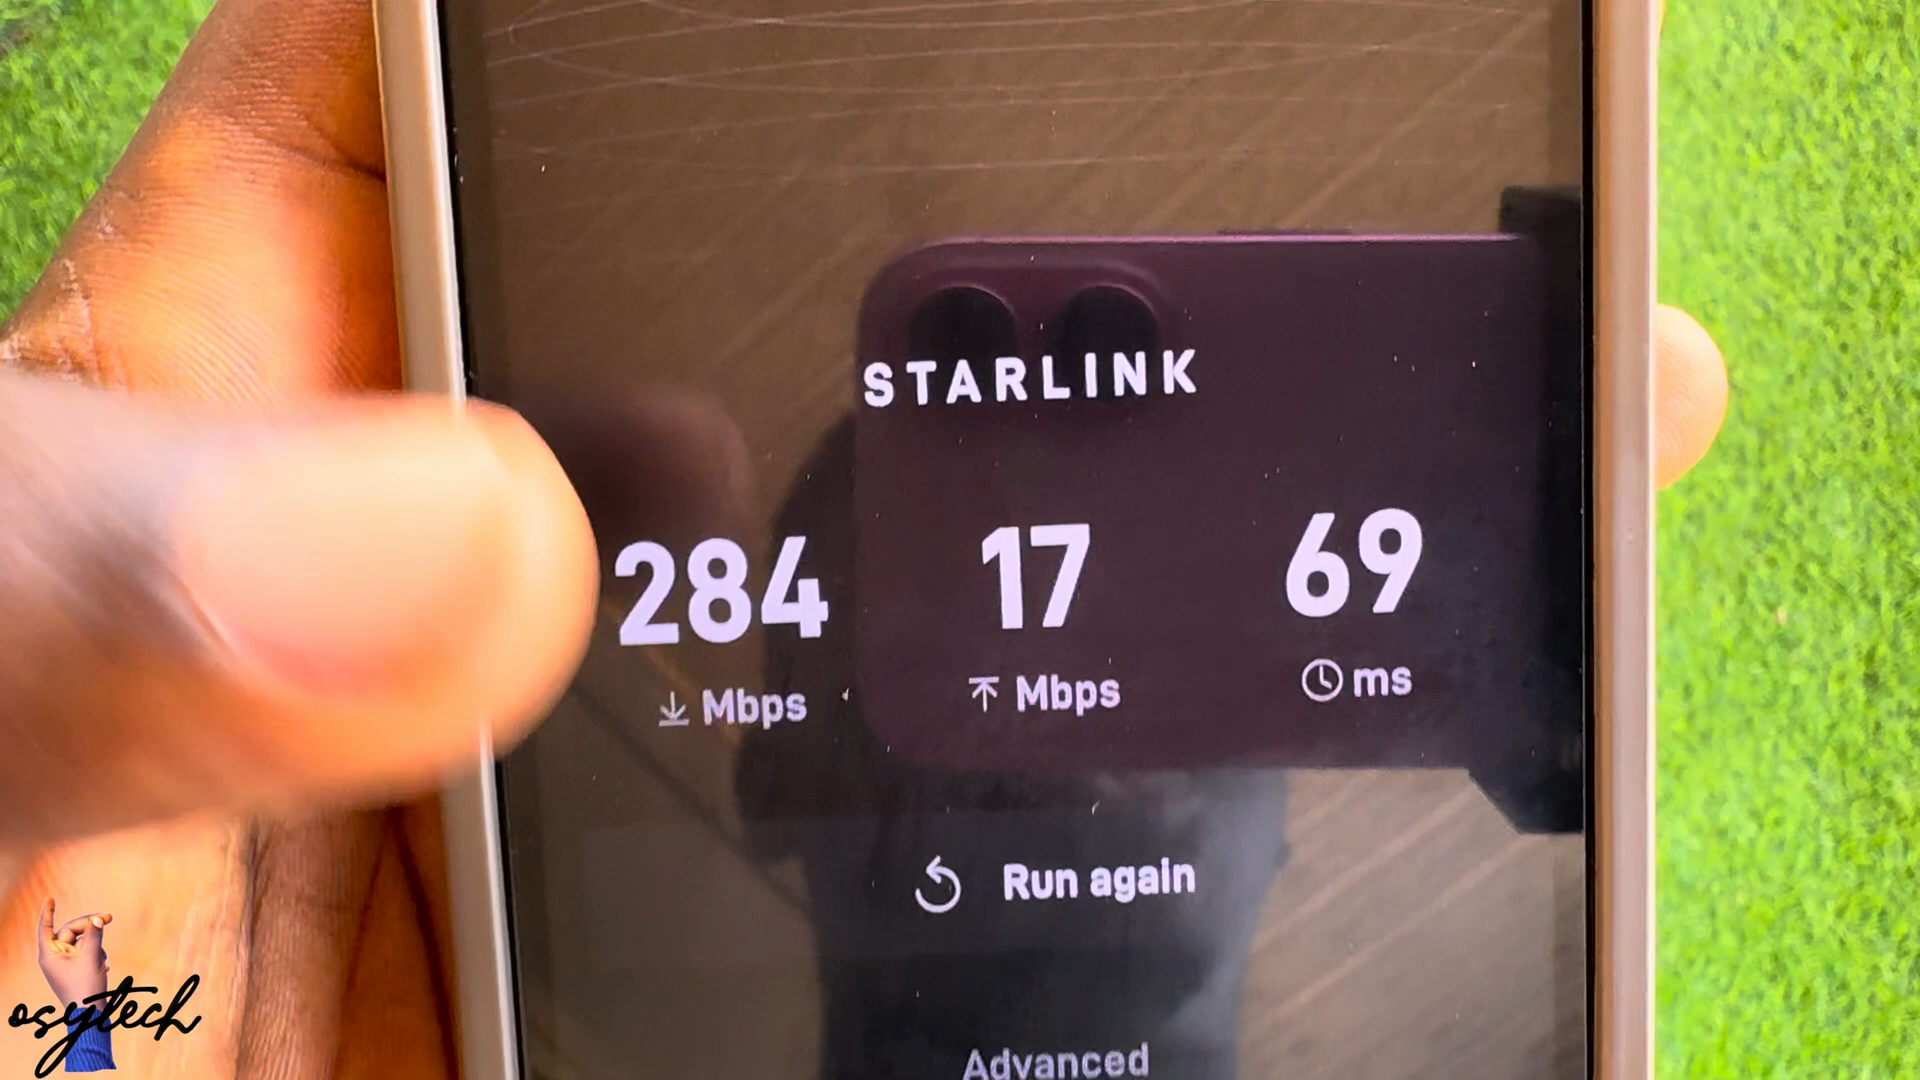 STARLINK
284 17 69
Mbps Mbps ms
Run again
Advanced
osytech